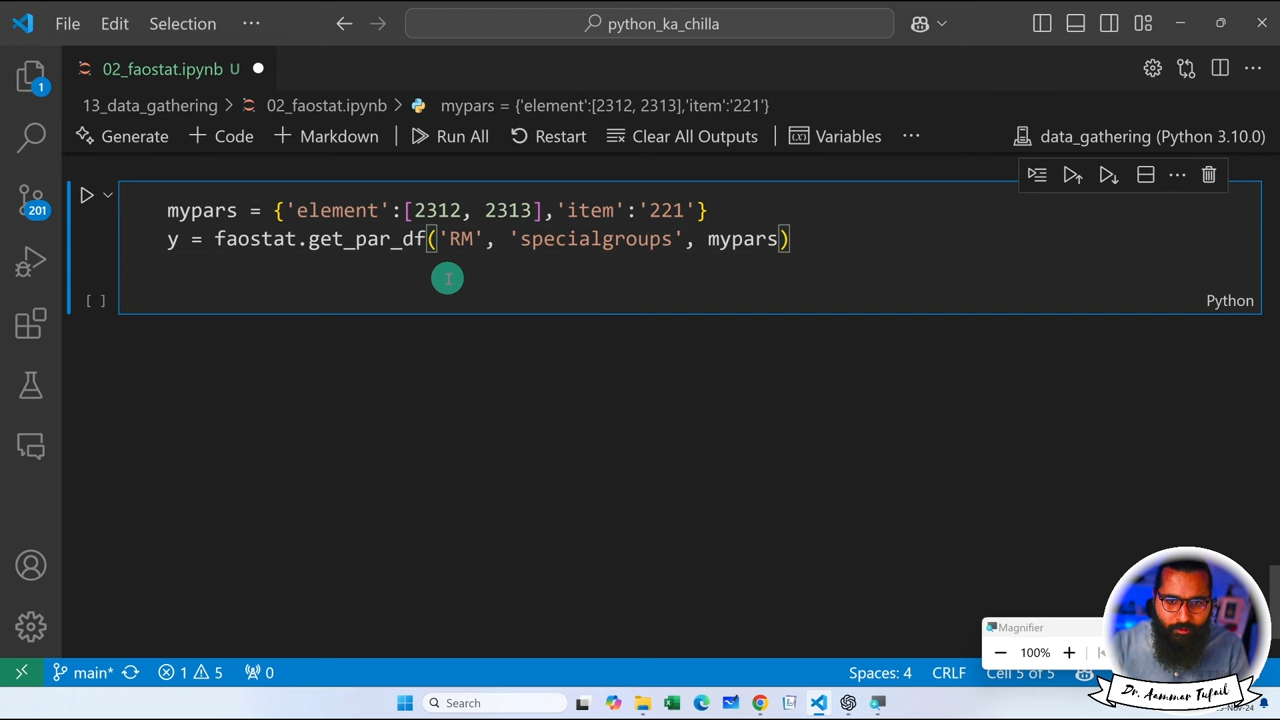 File Edit Selection ··· python_ka_chilla
02_faostat.ipynb U
13_data_gathering > 02_faostat.ipynb > mypars = {'element':[2312, 2313],'item':'221'}
Generate + Code + Markdown Run All Restart Clear All Outputs Variables ··· data_gathering (Python 3.10.0)
mypars = {'element':[2312, 2313],'item':'221'}
y = faostat.get_par_df('RM', 'specialgroups', mypars)
[ ] Python
1
201
Magnifier
100%
main* 1 5 0 Spaces: 4 CRLF Cell 5 of 5
Search
Dr. Aammar Tufail